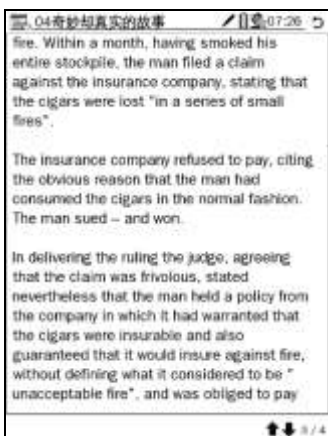 04奇妙却真实的故事 07:26
fire. Within a month, having smoked his
entire stockpile, the man filed a claim
against the insurance company, stating that
the cigars were lost "in a series of small
fires".
The insurance company refused to pay, citing
the obvious reason that the man had
consumed the cigars in the normal fashion.
The man sued – and won.
In delivering the ruling the judge, agreeing
that the claim was frivolous, stated
nevertheless that the man held a policy from
the company in which it had warranted that
the cigars were insurable and also
guaranteed that it would insure against fire,
without defining what it considered to be "
unacceptable fire", and was obliged to pay
3/4